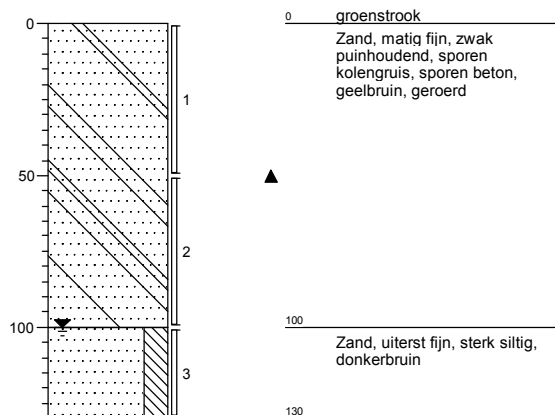 0
0
groenstrook
Zand, matig fijn, zwak
puinhoudend, sporen
kolengruis, sporen beton,
geelbruin, geroerd
1
50
2
100
100
Zand, uiterst fijn, sterk siltig,
donkerbruin
3
130